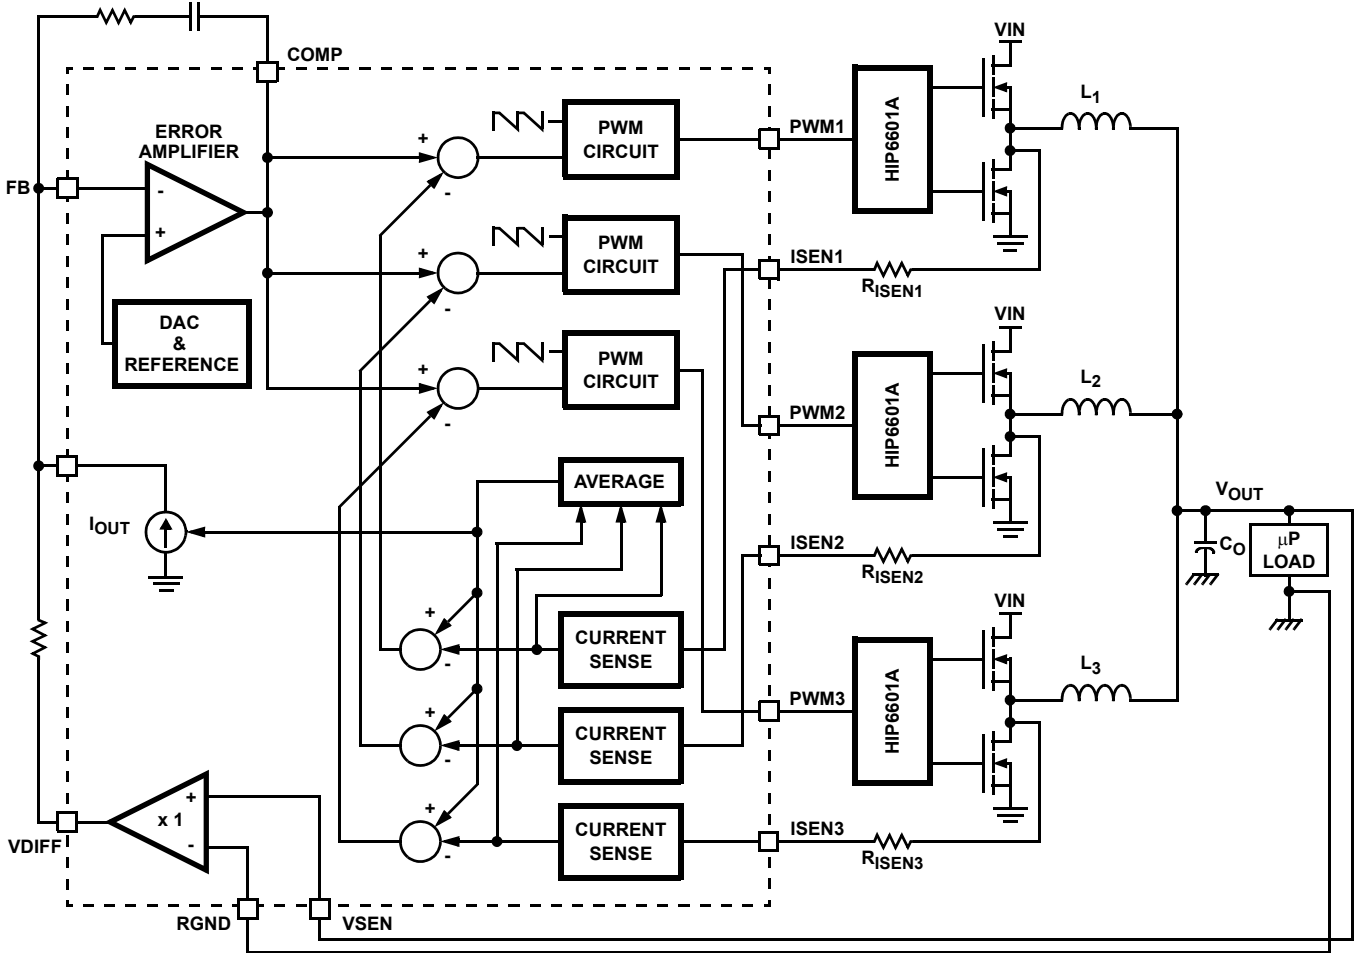 COMP
VIN
ERROR
AMPLIFIER
FB
-
+
DAC
&
REFERENCE
+
-
PWM
CIRCUIT
PWM1
HIP6601A
L1
+
-
PWM
CIRCUIT
ISEN1
RISEN1
+
-
PWM
CIRCUIT
VIN
PWM2
HIP6601A
L2
AVERAGE
IOUT
ISEN2
RISEN2
VOUT
CO
μP
LOAD
+
-
CURRENT
SENSE
VIN
+
-
CURRENT
SENSE
PWM3
HIP6601A
L3
+
-
CURRENT
SENSE
ISEN3
RISEN3
VDIFF
+
x 1
-
RGND
VSEN